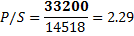 P/S = 33200/14518 = 2.29